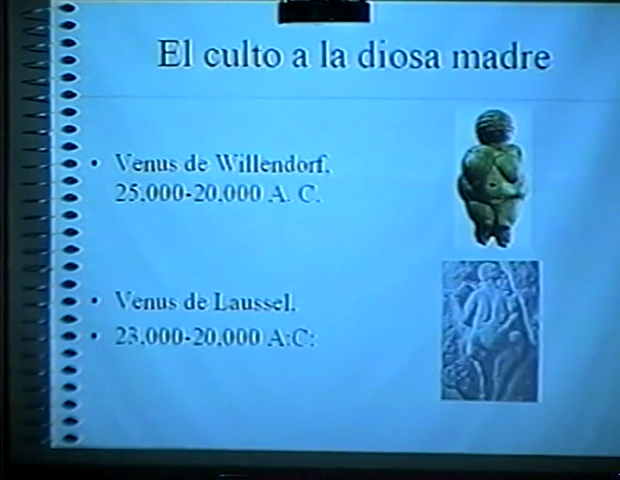 El culto a la diosa madre
• Venus de Willendorf,
25.000-20.000 A. C.
• Venus de Laussel,
• 23.000-20.000 A:C: